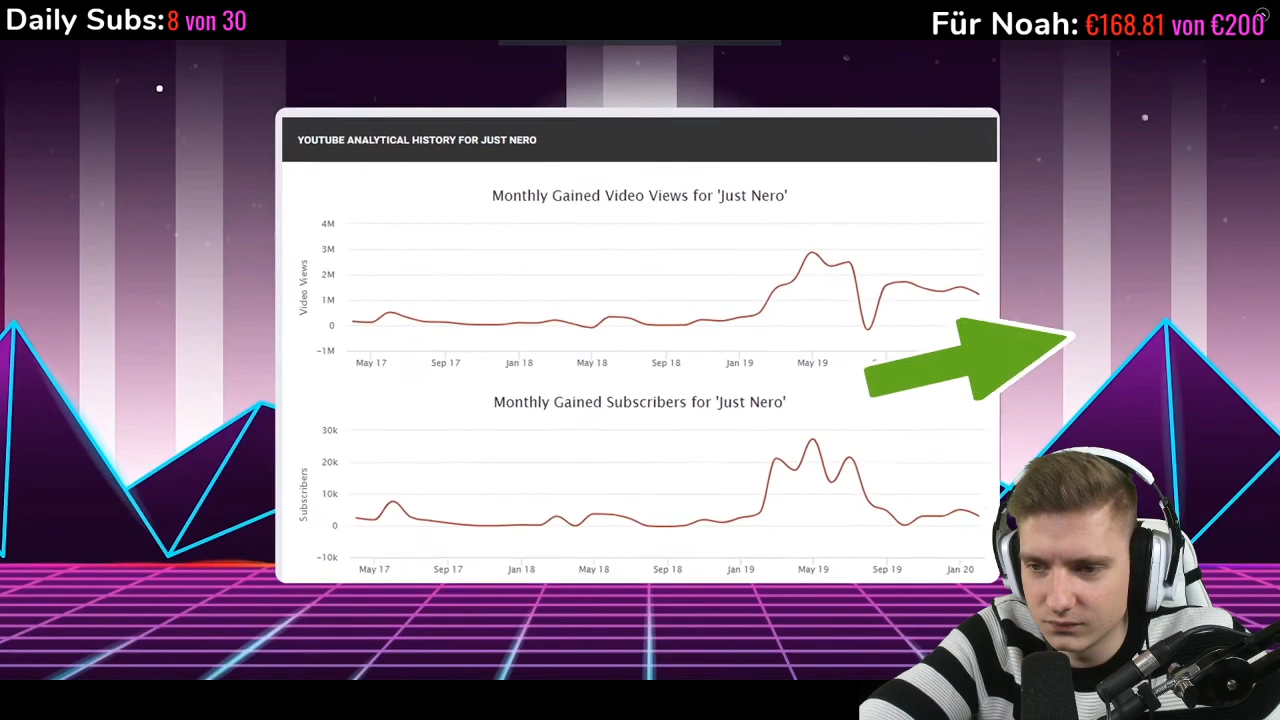 Daily Subs: 8 von 30
Für Noah: €168.81 von €200
YOUTUBE ANALYTICAL HISTORY FOR JUST NERO
Monthly Gained Video Views for 'Just Nero'
Video Views
4M
3M
2M
1M
0
−1M
May 17 Sep 17 Jan 18 May 18 Sep 18 Jan 19 May 19
Monthly Gained Subscribers for 'Just Nero'
Subscribers
30k
20k
10k
0
−10k
May 17 Sep 17 Jan 18 May 18 Sep 18 Jan 19 May 19 Sep 19 Jan 20